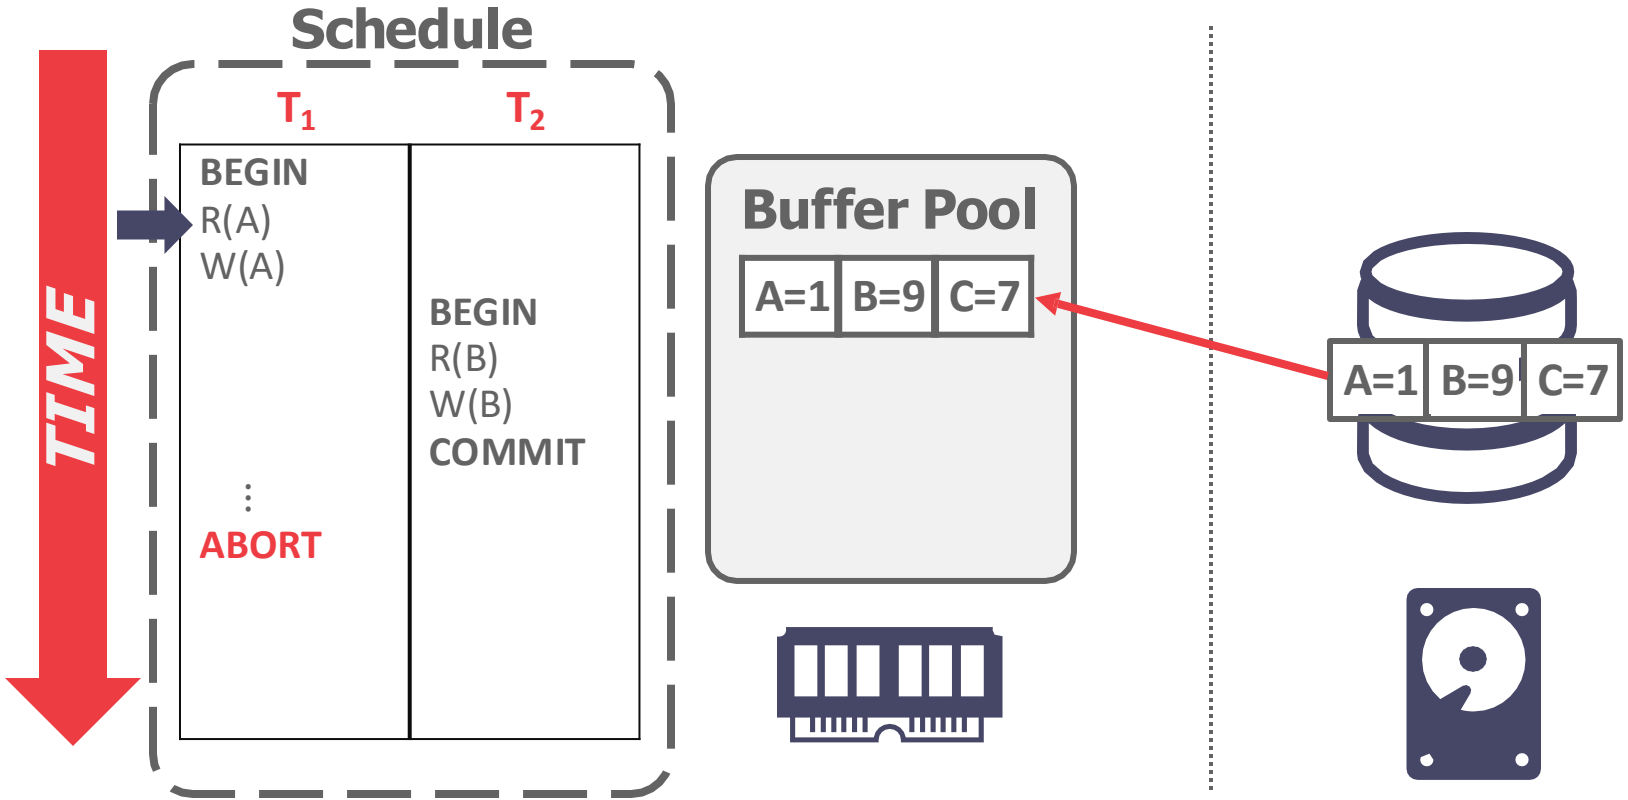 Schedule
TIME
T1 T2
BEGIN
R(A)
W(A)
⋮
ABORT
BEGIN
R(B)
W(B)
COMMIT
Buffer Pool
A=1 B=9 C=7
A=1 B=9 C=7